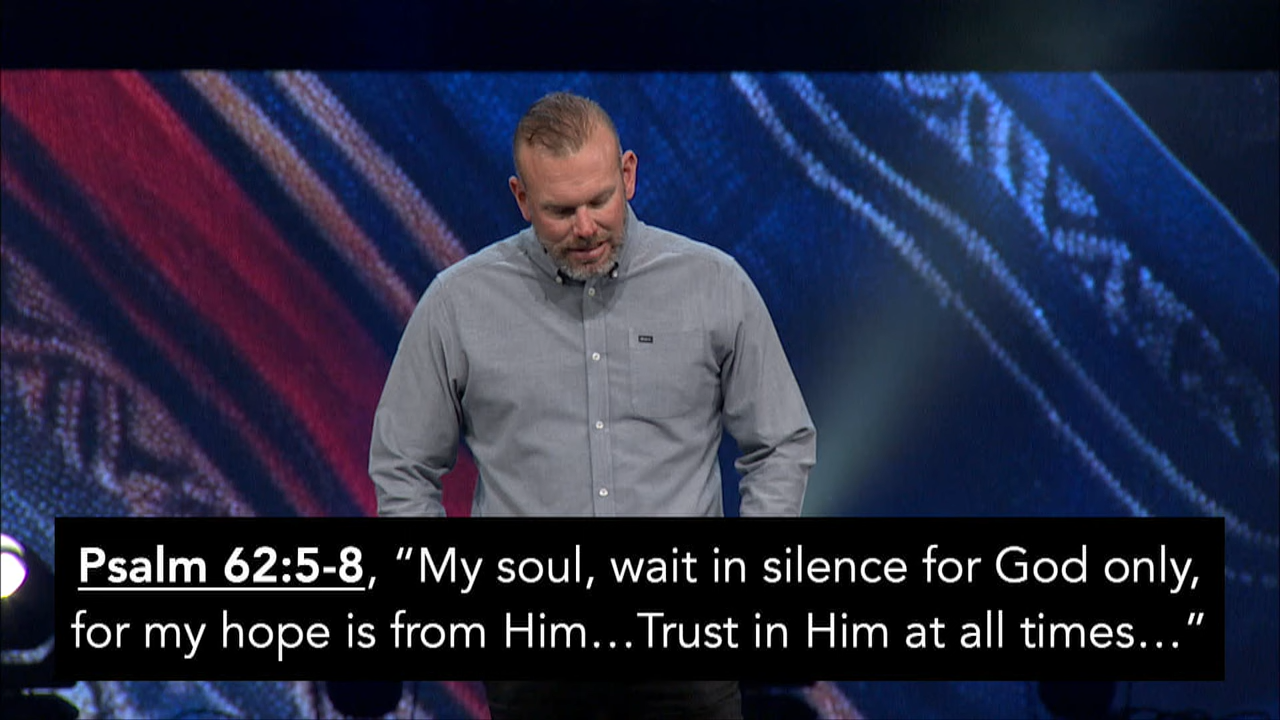 Psalm 62:5-8, “My soul, wait in silence for God only,
for my hope is from Him...Trust in Him at all times...”